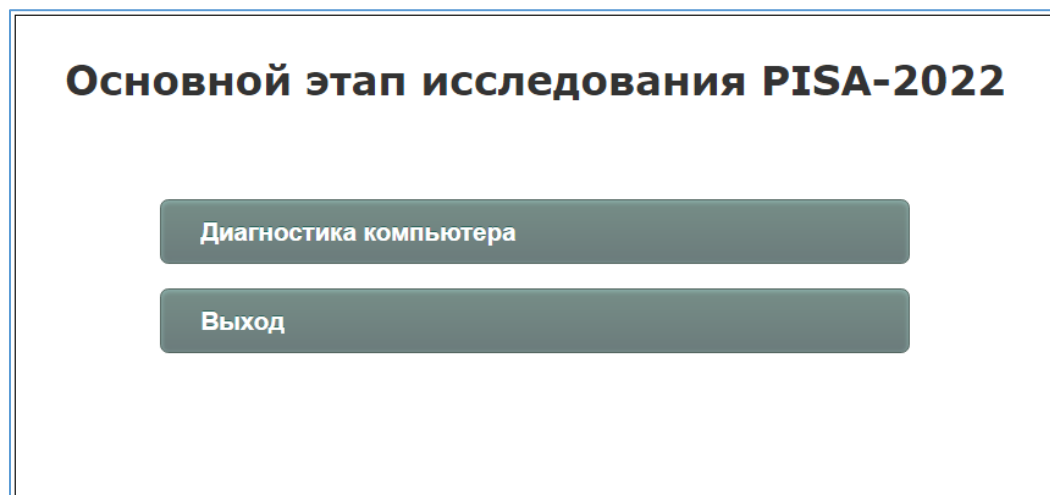 Основной этап исследования PISA-2022
Диагностика компьютера
Выход